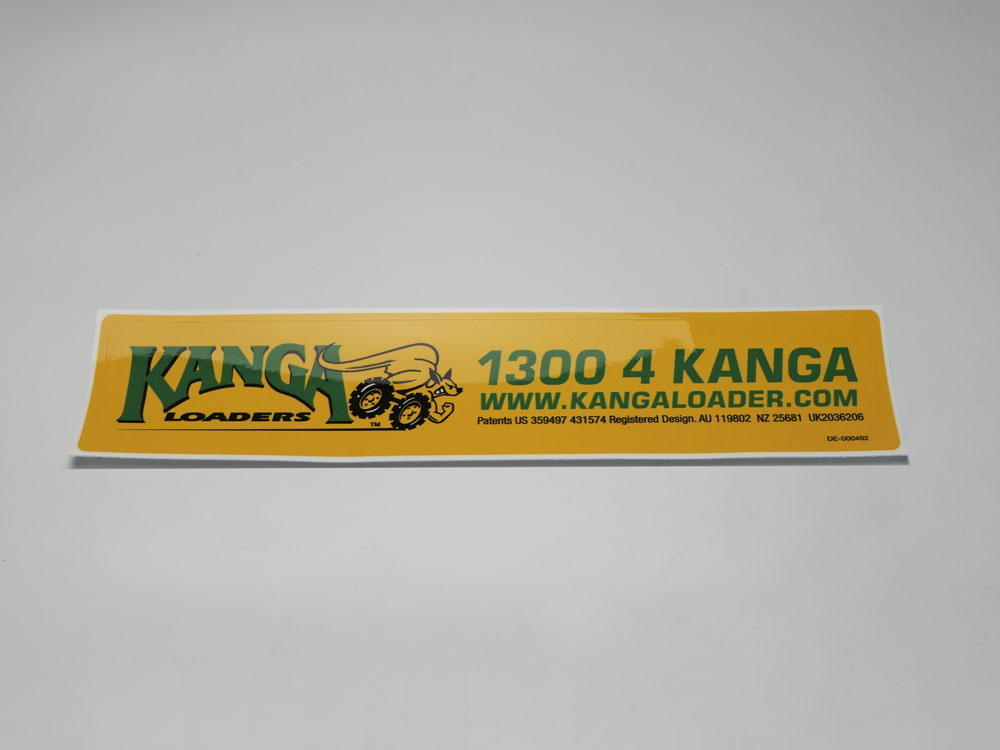 KANGA
LOADERS
TM
1300 4 KANGA
WWW.KANGALOADER.COM
Patents US 359497 431574 Registered Design. AU 119802 NZ 25681 UK2036206
DE-000492